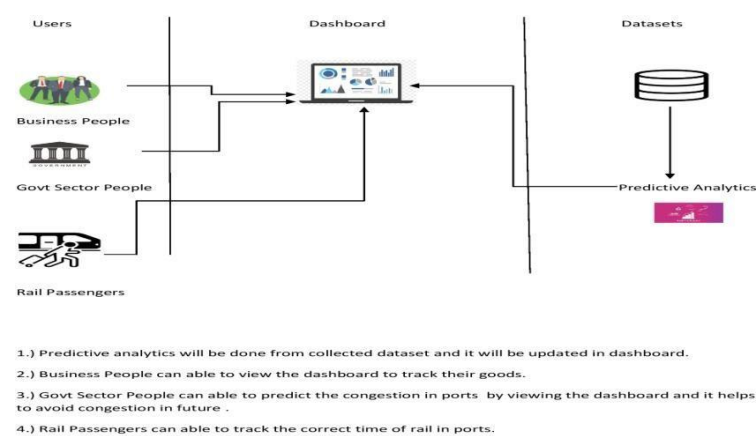 Users
Dashboard
Datasets
Business People
GOVERNMENT
Govt Sector People
Predictive Analytics
Rail Passengers
1.) Predictive analytics will be done from collected dataset and it will be updated in dashboard.
2.) Business People can able to view the dashboard to track their goods.
3.) Govt Sector People can able to predict the congestion in ports by viewing the dashboard and it helps
to avoid congestion in future .
4.) Rail Passengers can able to track the correct time of rail in ports.